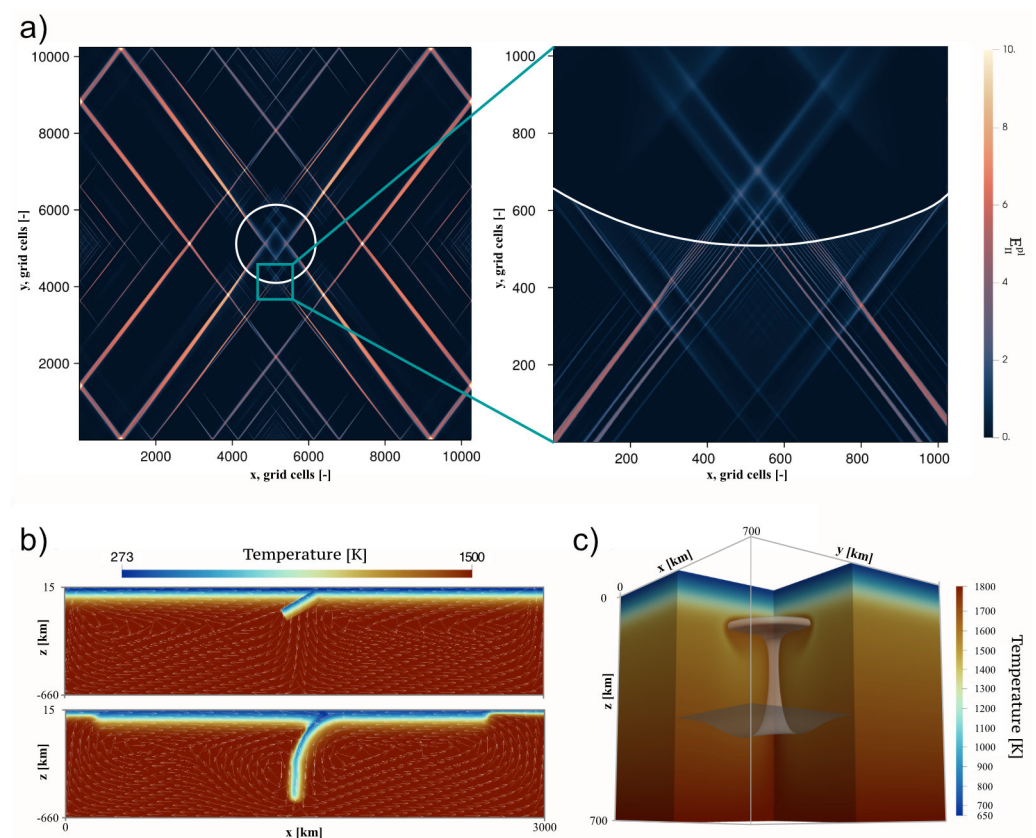 a)
10000
8000
6000
4000
2000
y, grid cells [-]
2000 4000 6000 8000 10000
x, grid cells [-]
1000
800
600
400
200
y, grid cells [-]
200 400 600 800 1000
x, grid cells [-]
10.
8
6
4
2
0.
E_II^pl
b)
Temperature [K]
273 1500
15
z [km]
-660
15
z [km]
-660
0 x [km] 3000
c)
700
x [km] y [km]
0
0
z [km]
700
1800
1700
1600
1500
1400
1300
1200
1100
1000
900
800
650
Temperature [K]